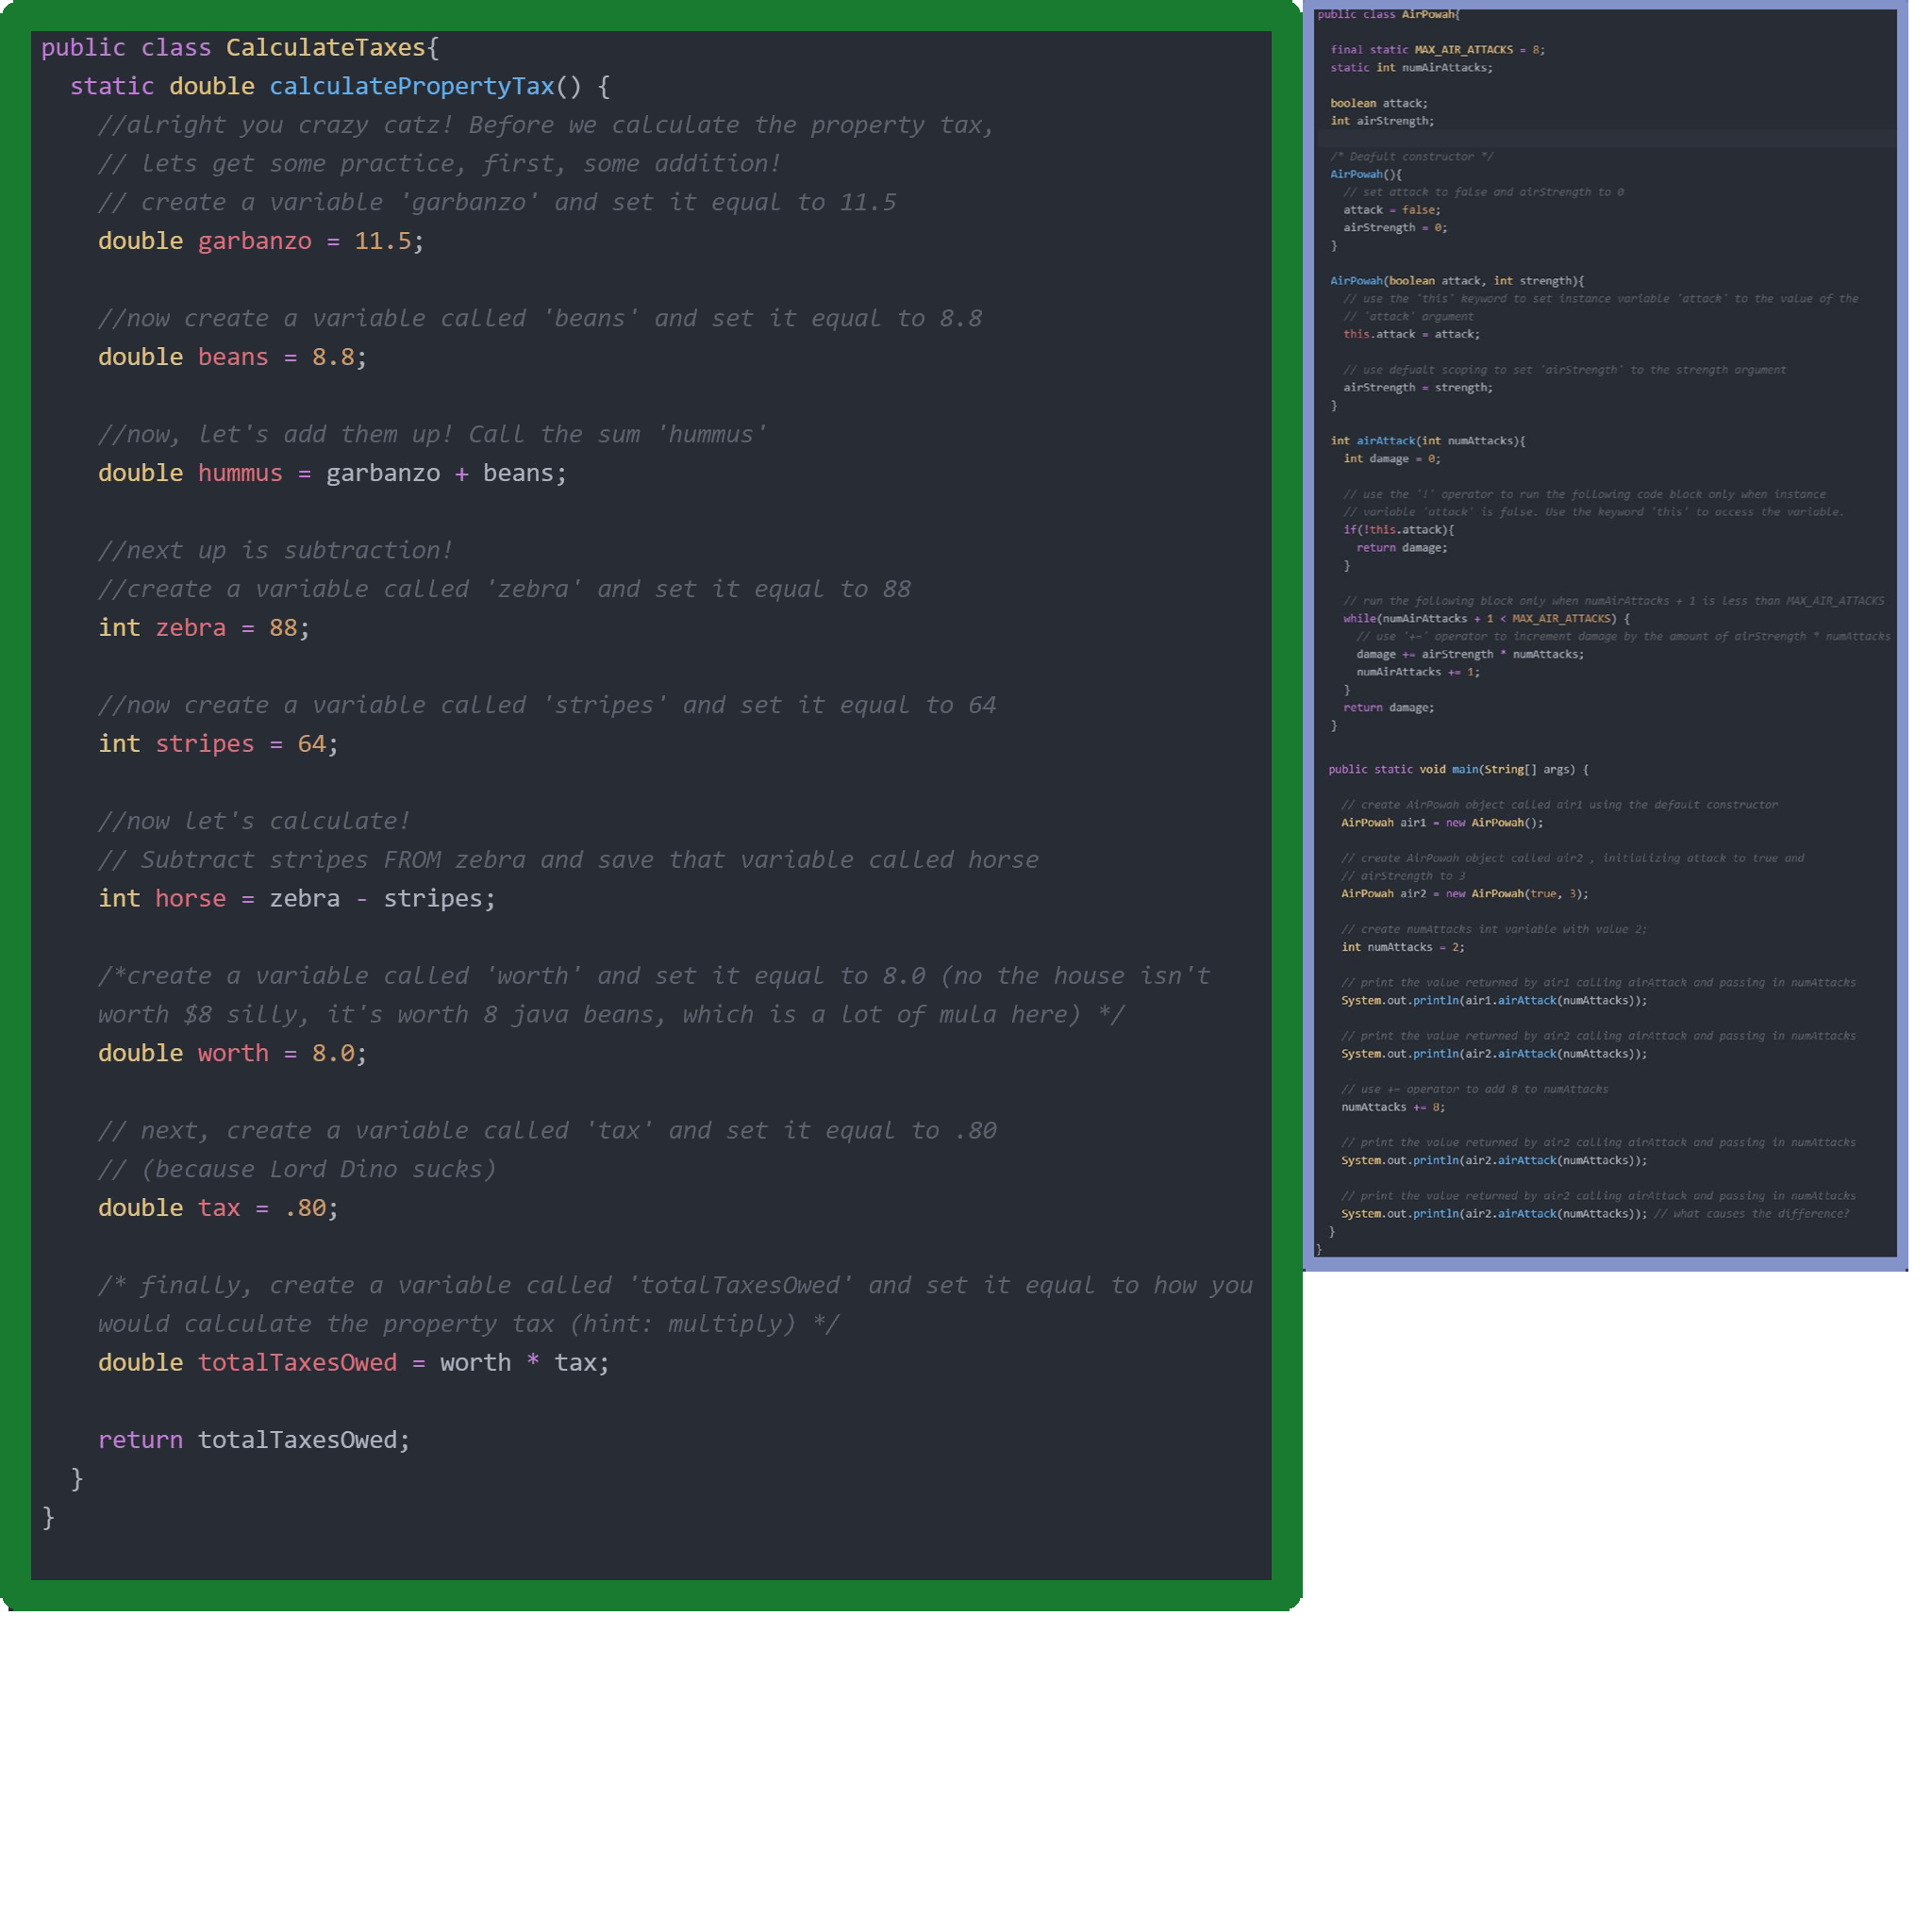 public class CalculateTaxes{
static double calculatePropertyTax() {
//alright you crazy catz! Before we calculate the property tax,
// lets get some practice, first, some addition!
// create a variable 'garbanzo' and set it equal to 11.5
double garbanzo = 11.5;
//now create a variable called 'beans' and set it equal to 8.8
double beans = 8.8;
//now, let's add them up! Call the sum 'hummus'
double hummus = garbanzo + beans;
//next up is subtraction!
//create a variable called 'zebra' and set it equal to 88
int zebra = 88;
//now create a variable called 'stripes' and set it equal to 64
int stripes = 64;
//now let's calculate!
// Subtract stripes FROM zebra and save that variable called horse
int horse = zebra - stripes;
/*create a variable called 'worth' and set it equal to 8.0 (no the house isn't
worth $8 silly, it's worth 8 java beans, which is a lot of mula here) */
double worth = 8.0;
// next, create a variable called 'tax' and set it equal to .80
// (because Lord Dino sucks)
double tax = .80;
/* finally, create a variable called 'totalTaxesOwed' and set it equal to how you
would calculate the property tax (hint: multiply) */
double totalTaxesOwed = worth * tax;
return totalTaxesOwed;
}
}
public class AirPowah{
final static MAX_AIR_ATTACKS = 8;
static int numAirAttacks;
boolean attack;
int airStrength;
/* Deafult constructor */
AirPowah(){
// set attack to false and airStrength to 0
attack = false;
airStrength = 0;
}
AirPowah(boolean attack, int strength){
// use the 'this' keyword to set instance variable 'attack' to the value of the
// 'attack' argument
this.attack = attack;
// use defualt scoping to set 'airStrength' to the strength argument
airStrength = strength;
}
int airAttack(int numAttacks){
int damage = 0;
// use the '!' operator to run the following code block only when instance
// variable 'attack' is false. Use the keyword 'this' to access the variable.
if(!this.attack){
return damage;
}
// run the following block only when numAirAttacks + 1 is less than MAX_AIR_ATTACKS
while(numAirAttacks + 1 < MAX_AIR_ATTACKS) {
// use '+=' operator to increment damage by the amount of airStrength * numAttacks
damage += airStrength * numAttacks;
numAirAttacks += 1;
}
return damage;
}
public static void main(String[] args) {
// create AirPowah object called air1 using the default constructor
AirPowah air1 = new AirPowah();
// create AirPowah object called air2 , initializing attack to true and
// airStrength to 3
AirPowah air2 = new AirPowah(true, 3);
// create numAttacks int variable with value 2;
int numAttacks = 2;
// print the value returned by air1 calling airAttack and passing in numAttacks
System.out.println(air1.airAttack(numAttacks));
// print the value returned by air2 calling airAttack and passing in numAttacks
System.out.println(air2.airAttack(numAttacks));
// use += operator to add 8 to numAttacks
numAttacks += 8;
// print the value returned by air2 calling airAttack and passing in numAttacks
System.out.println(air2.airAttack(numAttacks));
// print the value returned by air2 calling airAttack and passing in numAttacks
System.out.println(air2.airAttack(numAttacks)); // what causes the difference?
}
}